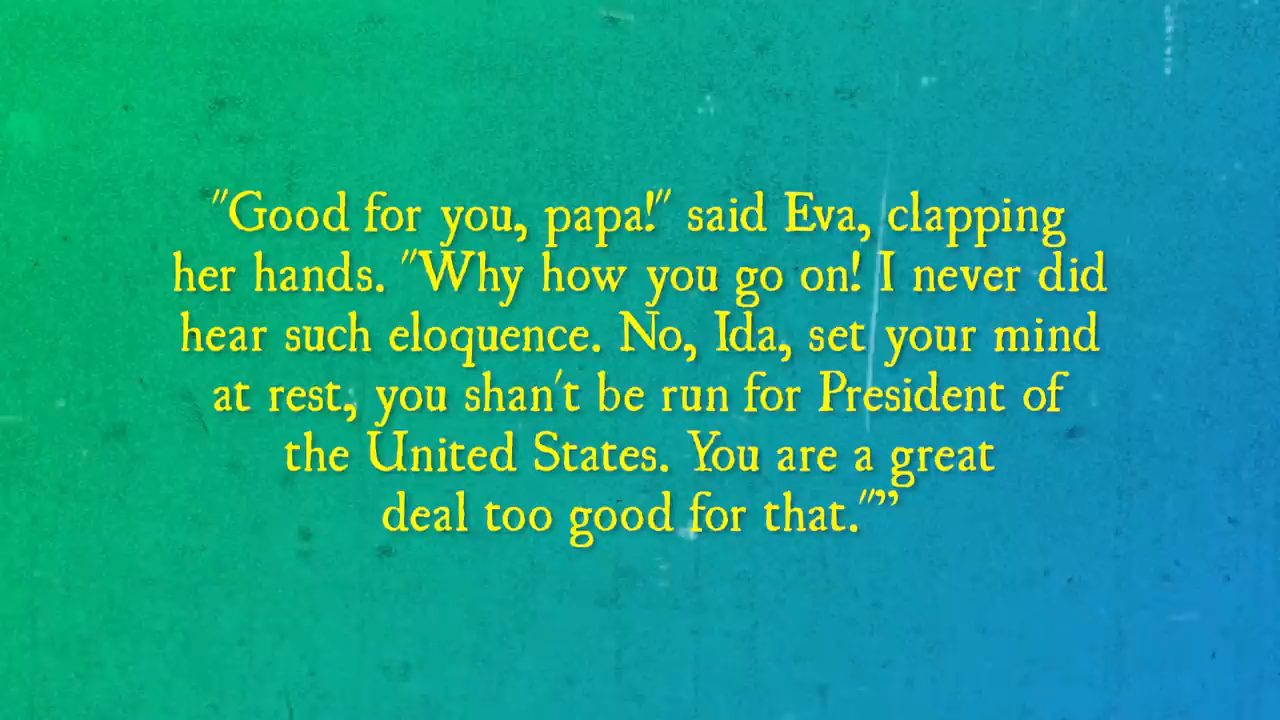 "Good for you, papa!" said Eva, clapping
her hands. "Why how you go on! I never did
hear such eloquence. No, Ida, set your mind
at rest, you shan't be run for President of
the United States. You are a great
deal too good for that."”